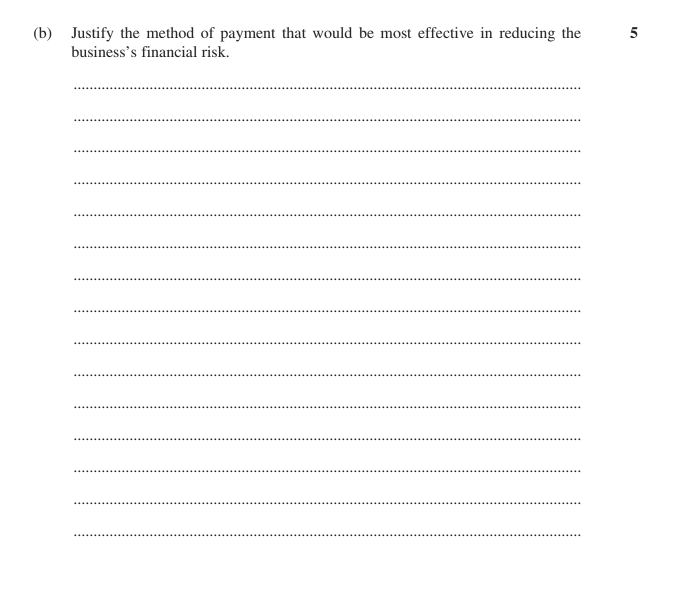 (b) Justify the method of payment that would be most effective in reducing the 5
business's financial risk.